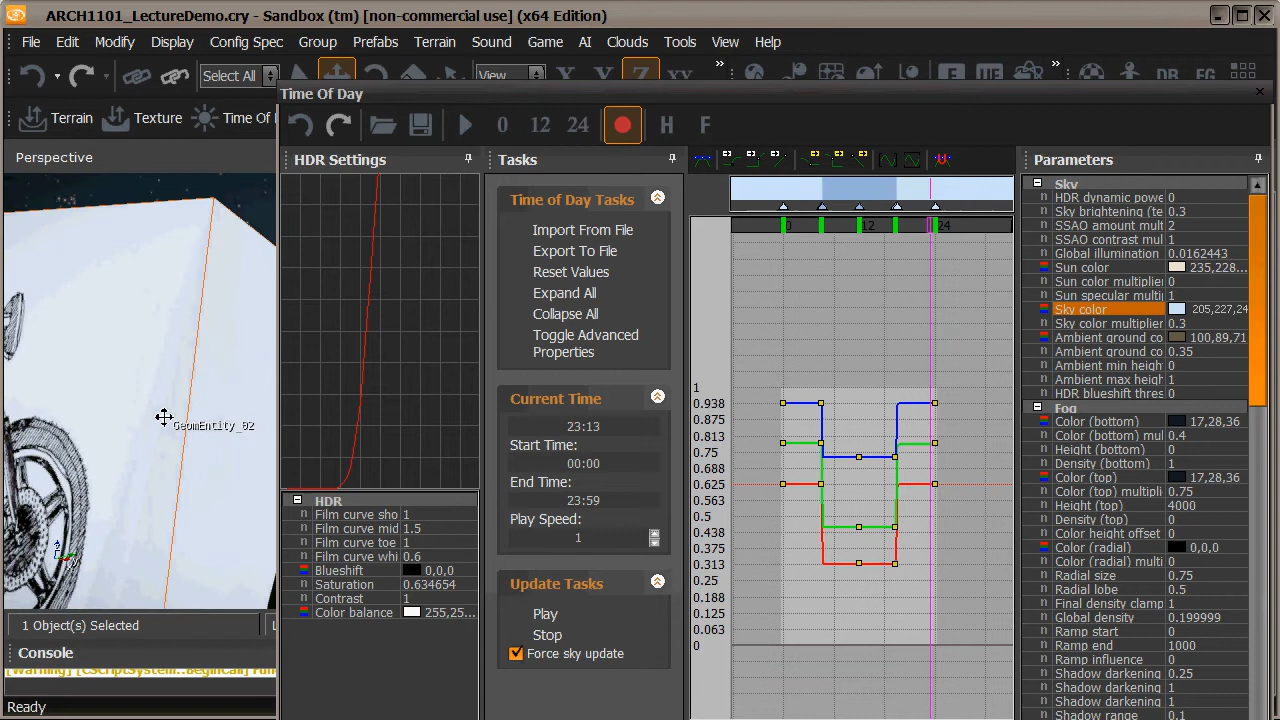 ARCH1101_LectureDemo.cry - Sandbox (tm) [non-commercial use] (x64 Edition)
File Edit Modify Display Config Spec Group Prefabs Terrain Sound Game AI Clouds Tools View Help
Select All View X Y Z XY » »
Time Of Day
Terrain Texture Time Of
0 12 24 H F
Perspective
HDR Settings
Tasks
Parameters
GeomEntity_02
1 Object(s) Selected
Console
Ready
HDR
Film curve sho 1
Film curve mid 1.5
Film curve toe 1
Film curve whi 0.6
Blueshift 0,0,0
Saturation 0.634654
Contrast 1
Color balance 255,25...
Time of Day Tasks
Import From File
Export To File
Reset Values
Expand All
Collapse All
Toggle Advanced
Properties
Current Time
23:13
Start Time:
00:00
End Time:
23:59
Play Speed:
1
Update Tasks
Play
Stop
Force sky update
0 12 24
1
0.938
0.875
0.813
0.75
0.688
0.625
0.563
0.5
0.438
0.375
0.313
0.25
0.188
0.125
0.063
0
Sky
HDR dynamic powe 0
Sky brightening (te 0.3
SSAO amount mult 2
SSAO contrast mul 1
Global illumination 0.0162443
Sun color 235,228...
Sun color multiplier 0
Sun specular multip 1
Sky color 205,227,24
Sky color multiplier 0.3
Ambient ground co 100,89,71
Ambient ground co 0.35
Ambient min height 0
Ambient max heigh 1
HDR blueshift thres 0
Fog
Color (bottom) 17,28,36
Color (bottom) mul 0.4
Height (bottom) 0
Density (bottom) 1
Color (top) 17,28,36
Color (top) multipli 0.75
Height (top) 4000
Density (top) 0
Color height offset 0
Color (radial) 0,0,0
Color (radial) multi 0
Radial size 0.75
Radial lobe 0.5
Final density clamp 1
Global density 0.199999
Ramp start 0
Ramp end 1000
Ramp influence 0
Shadow darkening 0.25
Shadow darkening 1
Shadow darkening 1
Shadow range 0.1